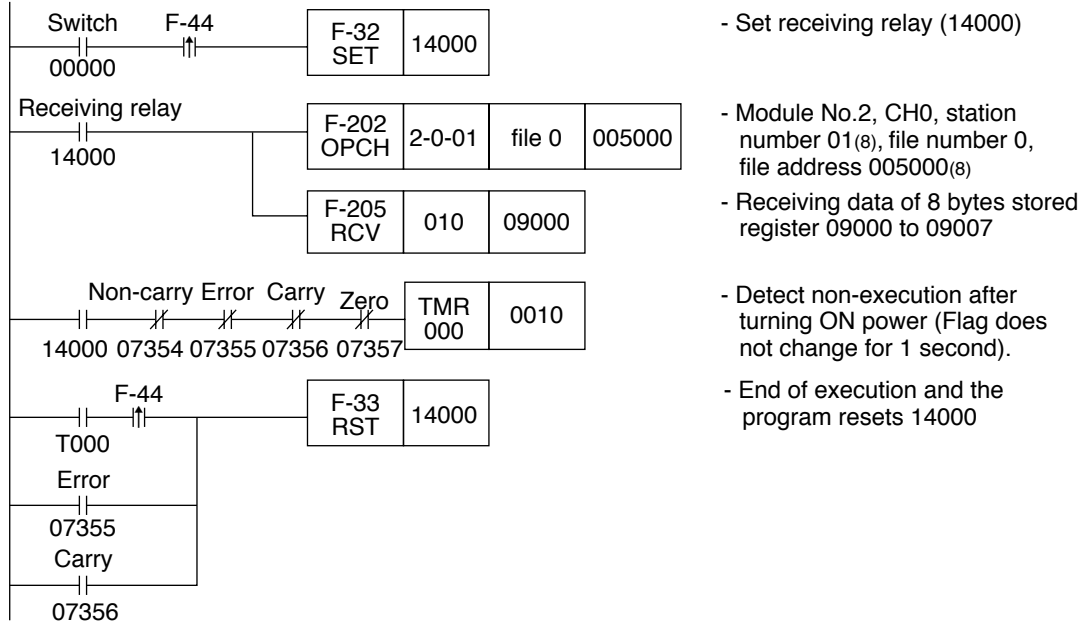 Switch F-44
00000
F-32
SET
14000
- Set receiving relay (14000)
Receiving relay
14000
F-202
OPCH
2-0-01
file 0
005000
- Module No.2, CH0, station
number 01(8), file number 0,
file address 005000(8)
F-205
RCV
010
09000
- Receiving data of 8 bytes stored
register 09000 to 09007
Non-carry Error Carry Zero
14000 07354 07355 07356 07357
TMR
000
0010
- Detect non-execution after
turning ON power (Flag does
not change for 1 second).
F-44
T000
F-33
RST
14000
- End of execution and the
program resets 14000
Error
07355
Carry
07356